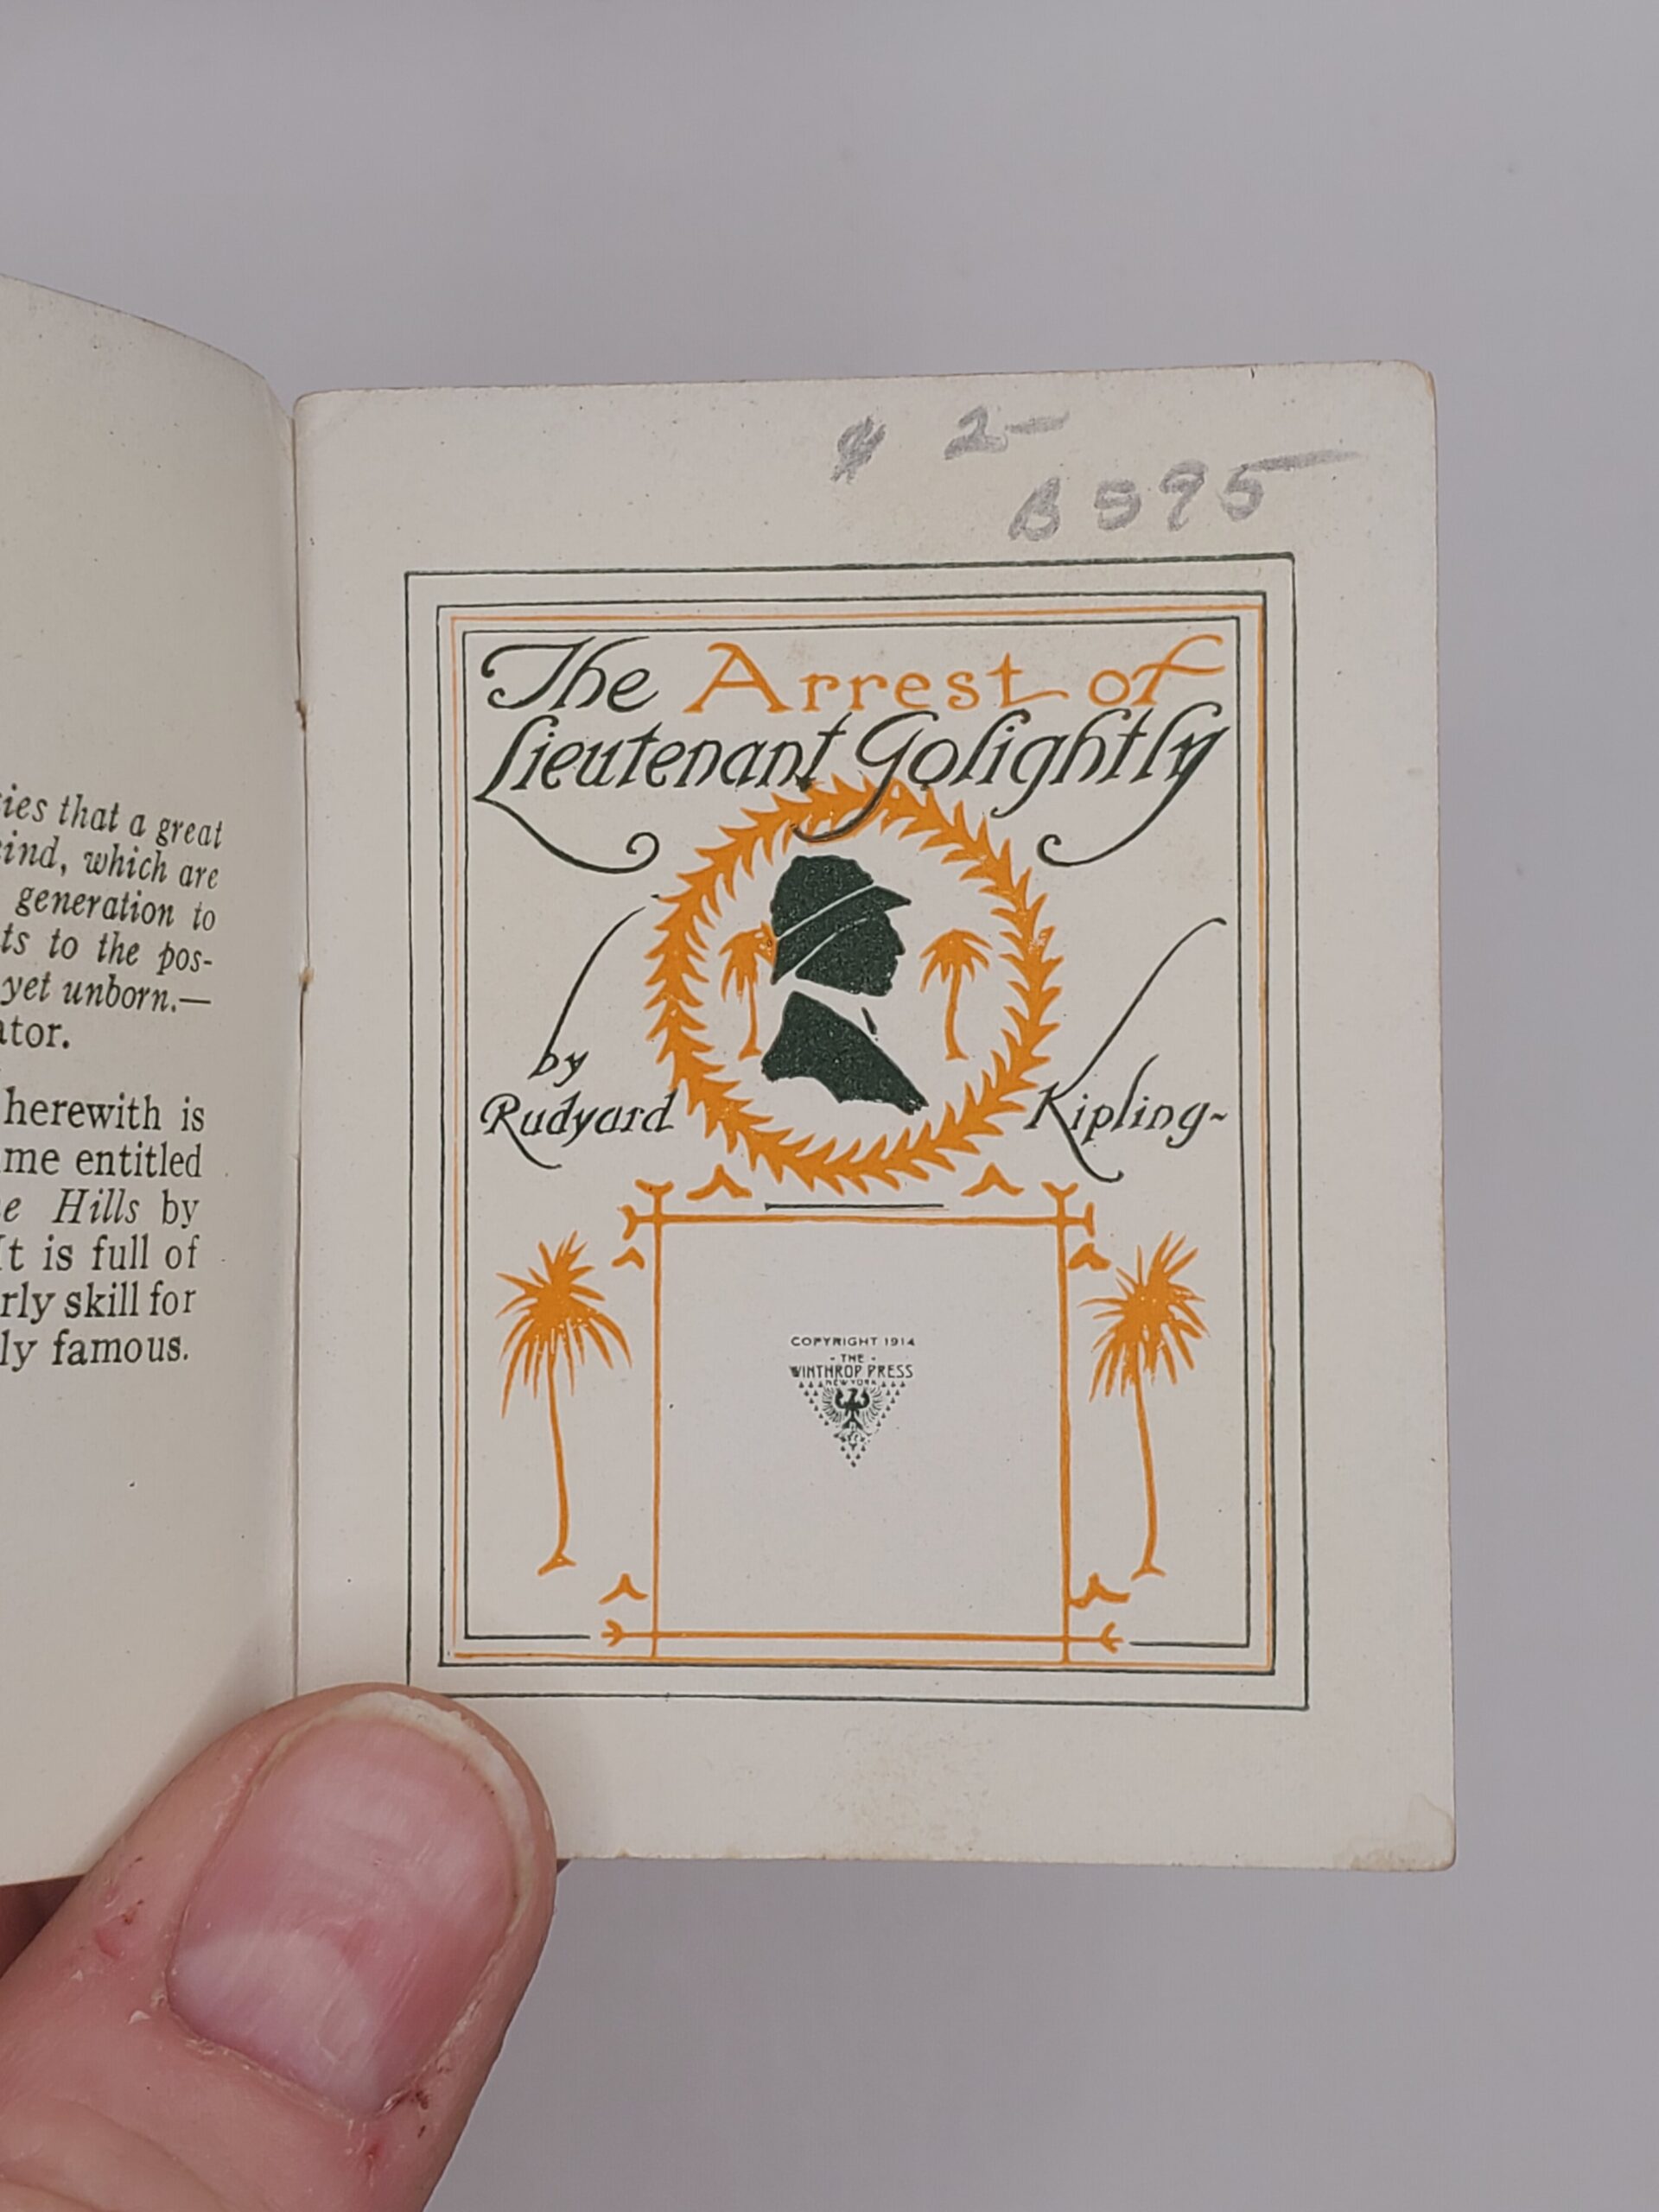 ies that a great
ind, which are
generation to
ts to the pos-
yet unborn.—
ator.
herewith is
me entitled
e Hills by
It is full of
rly skill for
ly famous.
$ 2-
B595
The Arrest of
Lieutenant Golightly
by
Rudyard Kipling-
COPYRIGHT 1914
- THE -
WINTHROP PRESS
NEW YORK